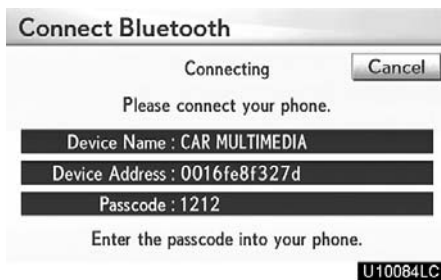 Connect Bluetooth
Connecting
Cancel
Please connect your phone.
Device Name : CAR MULTIMEDIA
Device Address : 0016fe8f327d
Passcode : 1212
Enter the passcode into your phone.
U10084LC